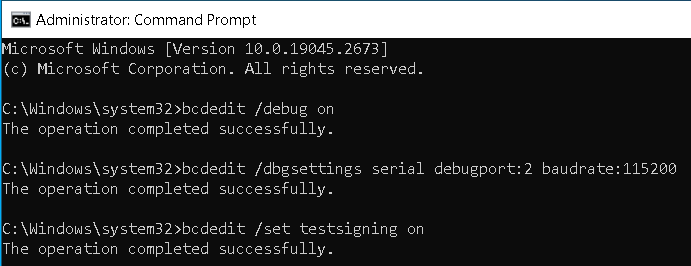 Administrator: Command Prompt
Microsoft Windows [Version 10.0.19045.2673]
(c) Microsoft Corporation. All rights reserved.
C:\Windows\system32>bcdedit /debug on
The operation completed successfully.
C:\Windows\system32>bcdedit /dbgsettings serial debugport:2 baudrate:115200
The operation completed successfully.
C:\Windows\system32>bcdedit /set testsigning on
The operation completed successfully.